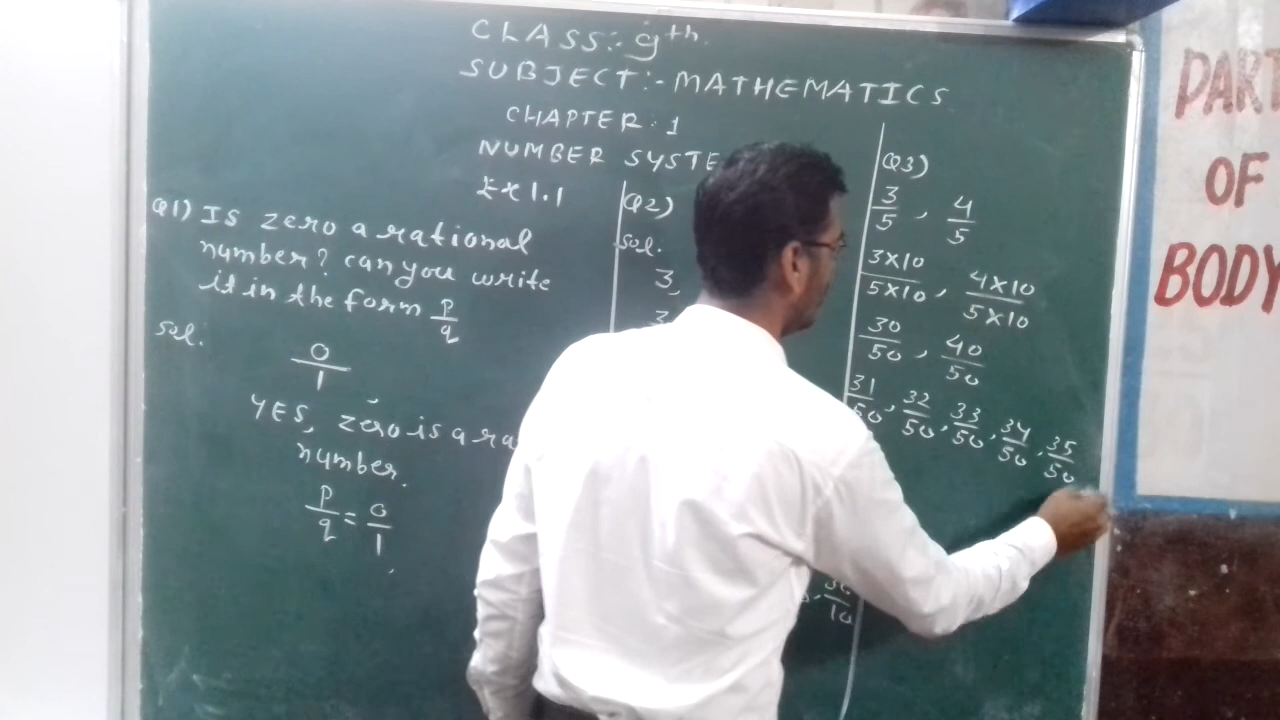 CLASS:- 9th.
SUBJECT:- MATHEMATICS
CHAPTER: 1
NUMBER SYSTE
Ex 1.1
Q1) Is zero a rational
number? can you write
it in the form p/q
sol.
0/1
YES, zero is a ra
number.
p/q = 0/1
Q2)
sol.
3,
3
10
Q3)
3/5, 4/5
3×10/5×10, 4×10/5×10
30/50, 40/50
31/50, 32/50, 33/50, 34/50, 35/50
PART
OF
BODY